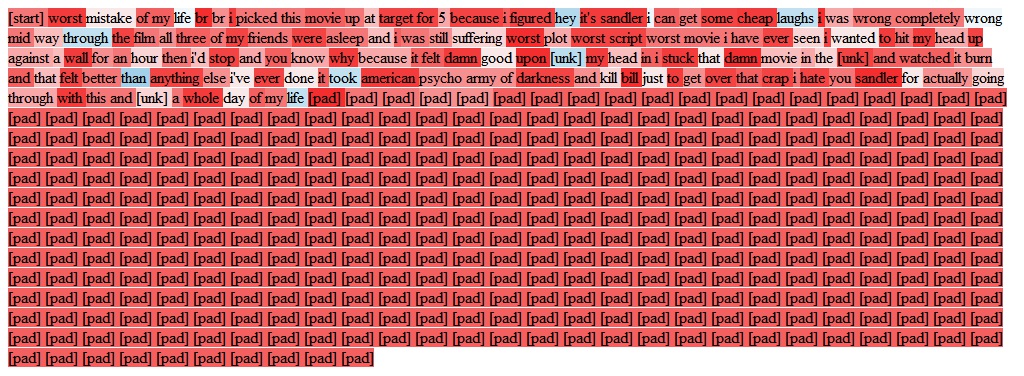 [start] worst mistake of my life br br i picked this movie up at target for 5 because i figured hey it's sandler i can get some cheap laughs i was wrong completely wrong
mid way through the film all three of my friends were asleep and i was still suffering worst plot worst script worst movie i have ever seen i wanted to hit my head up
against a wall for an hour then i'd stop and you know why because it felt damn good upon [unk] my head in i stuck that damn movie in the [unk] and watched it burn
and that felt better than anything else i've ever done it took american psycho army of darkness and kill bill just to get over that crap i hate you sandler for actually going
through with this and [unk] a whole day of my life [pad] [pad] [pad] [pad] [pad] [pad] [pad] [pad] [pad] [pad] [pad] [pad] [pad] [pad] [pad] [pad] [pad] [pad] [pad]
[pad] [pad] [pad] [pad] [pad] [pad] [pad] [pad] [pad] [pad] [pad] [pad] [pad] [pad] [pad] [pad] [pad] [pad] [pad] [pad] [pad] [pad] [pad] [pad] [pad] [pad] [pad]
[pad] [pad] [pad] [pad] [pad] [pad] [pad] [pad] [pad] [pad] [pad] [pad] [pad] [pad] [pad] [pad] [pad] [pad] [pad] [pad] [pad] [pad] [pad] [pad] [pad] [pad] [pad]
[pad] [pad] [pad] [pad] [pad] [pad] [pad] [pad] [pad] [pad] [pad] [pad] [pad] [pad] [pad] [pad] [pad] [pad] [pad] [pad] [pad] [pad] [pad] [pad] [pad] [pad] [pad]
[pad] [pad] [pad] [pad] [pad] [pad] [pad] [pad] [pad] [pad] [pad] [pad] [pad] [pad] [pad] [pad] [pad] [pad] [pad] [pad] [pad] [pad] [pad] [pad] [pad] [pad] [pad]
[pad] [pad] [pad] [pad] [pad] [pad] [pad] [pad] [pad] [pad] [pad] [pad] [pad] [pad] [pad] [pad] [pad] [pad] [pad] [pad] [pad] [pad] [pad] [pad] [pad] [pad] [pad]
[pad] [pad] [pad] [pad] [pad] [pad] [pad] [pad] [pad] [pad] [pad] [pad] [pad] [pad] [pad] [pad] [pad] [pad] [pad] [pad] [pad] [pad] [pad] [pad] [pad] [pad] [pad]
[pad] [pad] [pad] [pad] [pad] [pad] [pad] [pad] [pad] [pad] [pad] [pad] [pad] [pad] [pad] [pad] [pad] [pad] [pad] [pad] [pad] [pad] [pad] [pad] [pad] [pad] [pad]
[pad] [pad] [pad] [pad] [pad] [pad] [pad] [pad] [pad] [pad] [pad] [pad] [pad] [pad] [pad] [pad] [pad] [pad] [pad] [pad] [pad] [pad] [pad] [pad] [pad] [pad] [pad]
[pad] [pad] [pad] [pad] [pad] [pad] [pad] [pad] [pad] [pad] [pad] [pad] [pad] [pad] [pad] [pad] [pad] [pad] [pad] [pad] [pad] [pad] [pad] [pad] [pad] [pad] [pad]
[pad] [pad] [pad] [pad] [pad] [pad] [pad] [pad] [pad] [pad] [pad] [pad] [pad] [pad] [pad] [pad] [pad] [pad] [pad] [pad] [pad] [pad] [pad] [pad] [pad] [pad] [pad]
[pad] [pad] [pad] [pad] [pad] [pad] [pad] [pad] [pad] [pad] [pad] [pad] [pad] [pad] [pad] [pad] [pad] [pad] [pad] [pad] [pad] [pad] [pad] [pad] [pad] [pad] [pad]
[pad] [pad] [pad] [pad] [pad] [pad] [pad] [pad] [pad] [pad] [pad] [pad] [pad] [pad] [pad] [pad] [pad] [pad] [pad] [pad] [pad] [pad] [pad] [pad] [pad] [pad] [pad]
[pad] [pad] [pad] [pad] [pad] [pad] [pad] [pad] [pad] [pad]